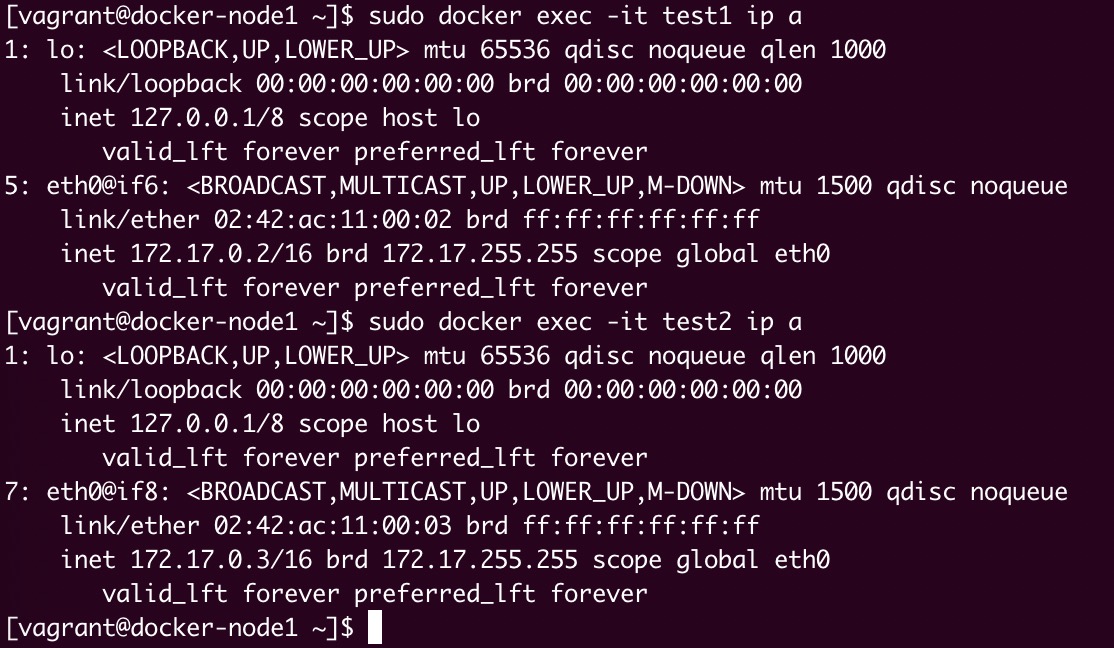 [vagrant@docker-node1 ~]$ sudo docker exec -it test1 ip a
1: lo: <LOOPBACK,UP,LOWER_UP> mtu 65536 qdisc noqueue qlen 1000
    link/loopback 00:00:00:00:00:00 brd 00:00:00:00:00:00
    inet 127.0.0.1/8 scope host lo
       valid_lft forever preferred_lft forever
5: eth0@if6: <BROADCAST,MULTICAST,UP,LOWER_UP,M-DOWN> mtu 1500 qdisc noqueue
    link/ether 02:42:ac:11:00:02 brd ff:ff:ff:ff:ff:ff
    inet 172.17.0.2/16 brd 172.17.255.255 scope global eth0
       valid_lft forever preferred_lft forever
[vagrant@docker-node1 ~]$ sudo docker exec -it test2 ip a
1: lo: <LOOPBACK,UP,LOWER_UP> mtu 65536 qdisc noqueue qlen 1000
    link/loopback 00:00:00:00:00:00 brd 00:00:00:00:00:00
    inet 127.0.0.1/8 scope host lo
       valid_lft forever preferred_lft forever
7: eth0@if8: <BROADCAST,MULTICAST,UP,LOWER_UP,M-DOWN> mtu 1500 qdisc noqueue
    link/ether 02:42:ac:11:00:03 brd ff:ff:ff:ff:ff:ff
    inet 172.17.0.3/16 brd 172.17.255.255 scope global eth0
       valid_lft forever preferred_lft forever
[vagrant@docker-node1 ~]$